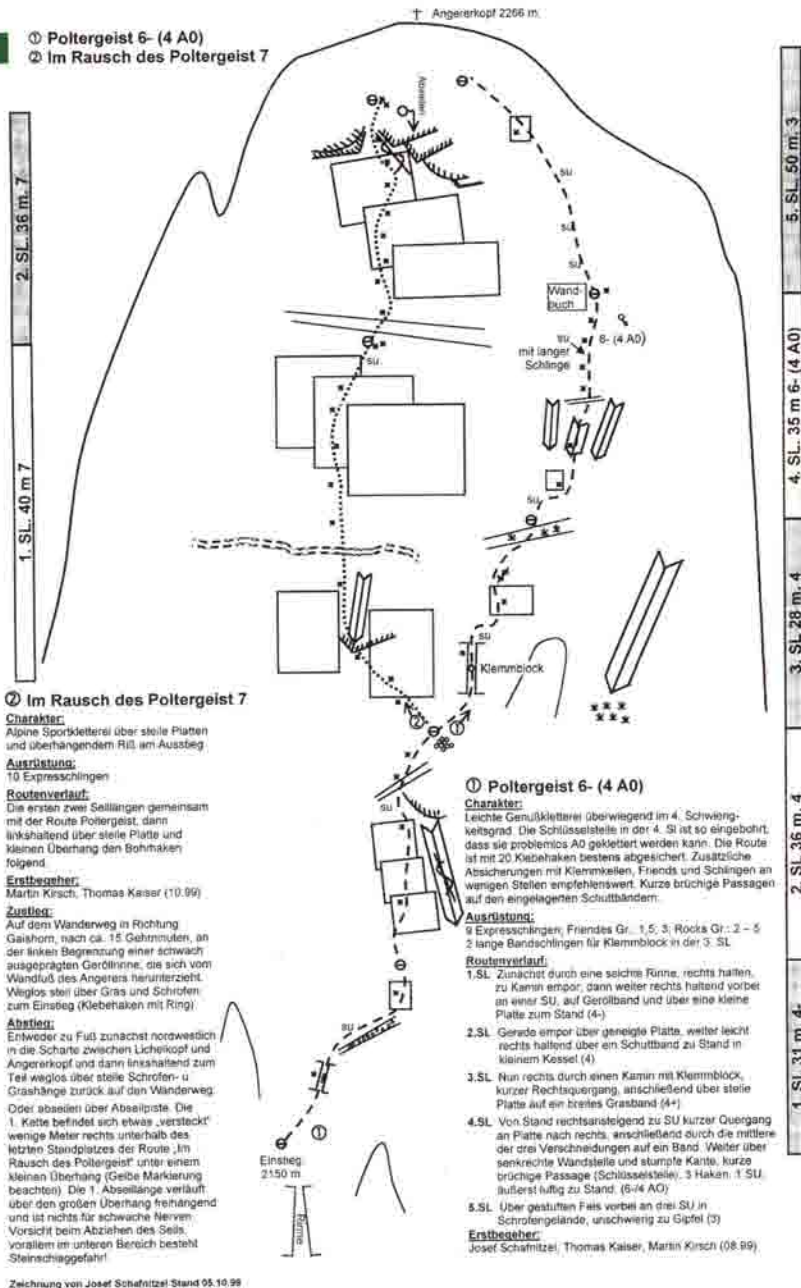 Angererkopf 2266 m.
① Poltergeist 6- (4 A0)
② Im Rausch des Poltergeist 7
Abseilen
2. SL. 36 m. 7
1. SL. 40 m 7
5. SL. 50 m. 3
4. SL. 35 m 6- (4 A0)
3. SL 28 m. 4
2. SL. 36 m. 4
1. SL. 31 m. 4-
su
su
su
Wand-
buch
su
mit langer
Schlinge
6- (4 A0)
su
su
su
Klemmblock
②
①
su
su
①
Einstieg
2150 m
Rinne
② Im Rausch des Poltergeist 7
Charakter:
Alpine Sportkletterei über steile Platten
und überhangendem Riß am Ausstieg
Ausrüstung:
10 Expresschlingen
Routenverlauf:
Die ersten zwei Seillängen gemeinsam
mit der Route Poltergeist, dann
linkshaltend über steile Platte und
kleinen Überhang den Bohrhaken
folgend
Erstbegeher:
Martin Kirsch, Thomas Kaiser (10.99)
Zustieg:
Auf dem Wanderweg in Richtung
Gaishorn, nach ca. 15 Gehminuten, an
der linken Begrenzung einer schwach
ausgeprägten Geröllrinne, die sich vom
Wandfuß des Angerers herunterzieht.
Weglos steil über Gras und Schrofen
zum Einstieg (Klebehaken mit Ring)
Abstieg:
Entweder zu Fuß zunächst nordwestlich
in die Scharte zwischen Lichelkopf und
Angererkopf und dann linkshaltend zum
Teil weglos über steile Schrofen- u
Grashänge zurück auf den Wanderweg.
Oder abseilen über Abseilpiste. Die
1. Kette befindet sich etwas „versteckt"
wenige Meter rechts unterhalb des
letzten Standplatzes der Route „Im
Rausch des Poltergeist" unter einem
kleinen Überhang (Gelbe Markierung
beachten). Die 1. Abseillänge verläuft
über den großen Überhang freihängend
und ist nichts für schwache Nerven.
Vorsicht beim Abziehen des Seils,
vorallem im unteren Bereich besteht
Steinschlaggefahr!
Zeichnung von Josef Schafnitzel Stand 05.10.99
① Poltergeist 6- (4 A0)
Charakter:
Leichte Genußkletterei überwiegend im 4. Schwierig-
keitsgrad. Die Schlüsselstelle in der 4. Sl ist so eingebohrt,
dass sie problemlos A0 geklettert werden kann. Die Route
ist mit 20 Klebehaken bestens abgesichert. Zusätzliche
Absicherungen mit Klemmkeilen, Friends und Schlingen an
wenigen Stellen empfehlenswert. Kurze brüchige Passagen
auf den eingelagerten Schuttbändern.
Ausrüstung:
9 Expresschlingen; Friendes Gr.: 1,5; 3; Rocks Gr.: 2 – 5
2 lange Bandschlingen für Klemmblock in der 3. SL
Routenverlauf:
1.SL Zunächst durch eine seichte Rinne, rechts halten,
zu Kamin empor, dann weiter rechts haltend vorbei
an einer SU, auf Geröllband und über eine kleine
Platte zum Stand (4-)
2.SL Gerade empor über geneigte Platte, weiter leicht
rechts haltend über ein Schuttband zu Stand in
kleinem Kessel (4)
3.SL Nun rechts durch einen Kamin mit Klemmblock,
kurzer Rechtsquergang, anschließend über steile
Platte auf ein breites Grasband (4+)
4.SL Von Stand rechtsansteigend zu SU kurzer Quergang
an Platte nach rechts, anschließend durch die mittlere
der drei Verschneidungen auf ein Band. Weiter über
senkrechte Wandstelle und stumpfe Kante, kurze
brüchige Passage (Schlüsselstelle), 3 Haken, 1 SU,
äußerst luftig zu Stand. (6-/4 AO)
5.SL Über gestuften Fels vorbei an drei SU in
Schrofengelände, unschwierig zu Gipfel (3)
Erstbegeher:
Josef Schafnitzel, Thomas Kaiser, Martin Kirsch (08.99)